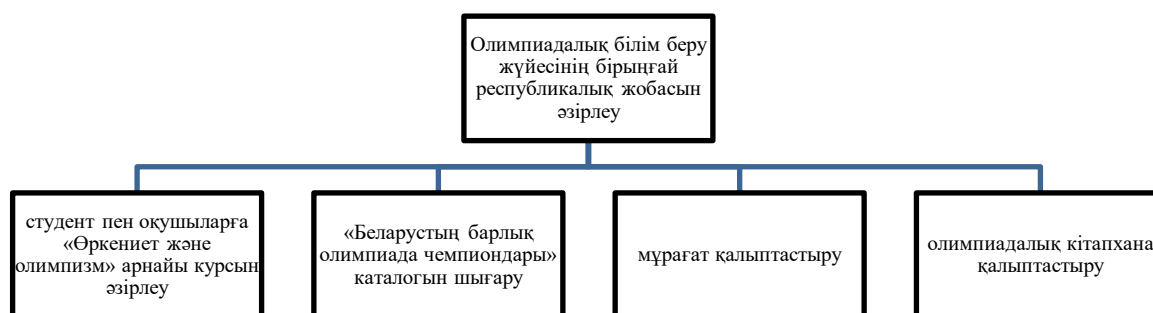 Олимпиадалық білім беру
жүйесінің бірыңғай
республикалық жобасын
әзірлеу
студент пен оқушыларға
«Өркениет және
олимпизм» арнайы курсын
әзірлеу
«Беларустың барлық
олимпиада чемпиондары»
каталогын шығару
мұрағат қалыптастыру
олимпиадалық кітапхана
қалыптастыру